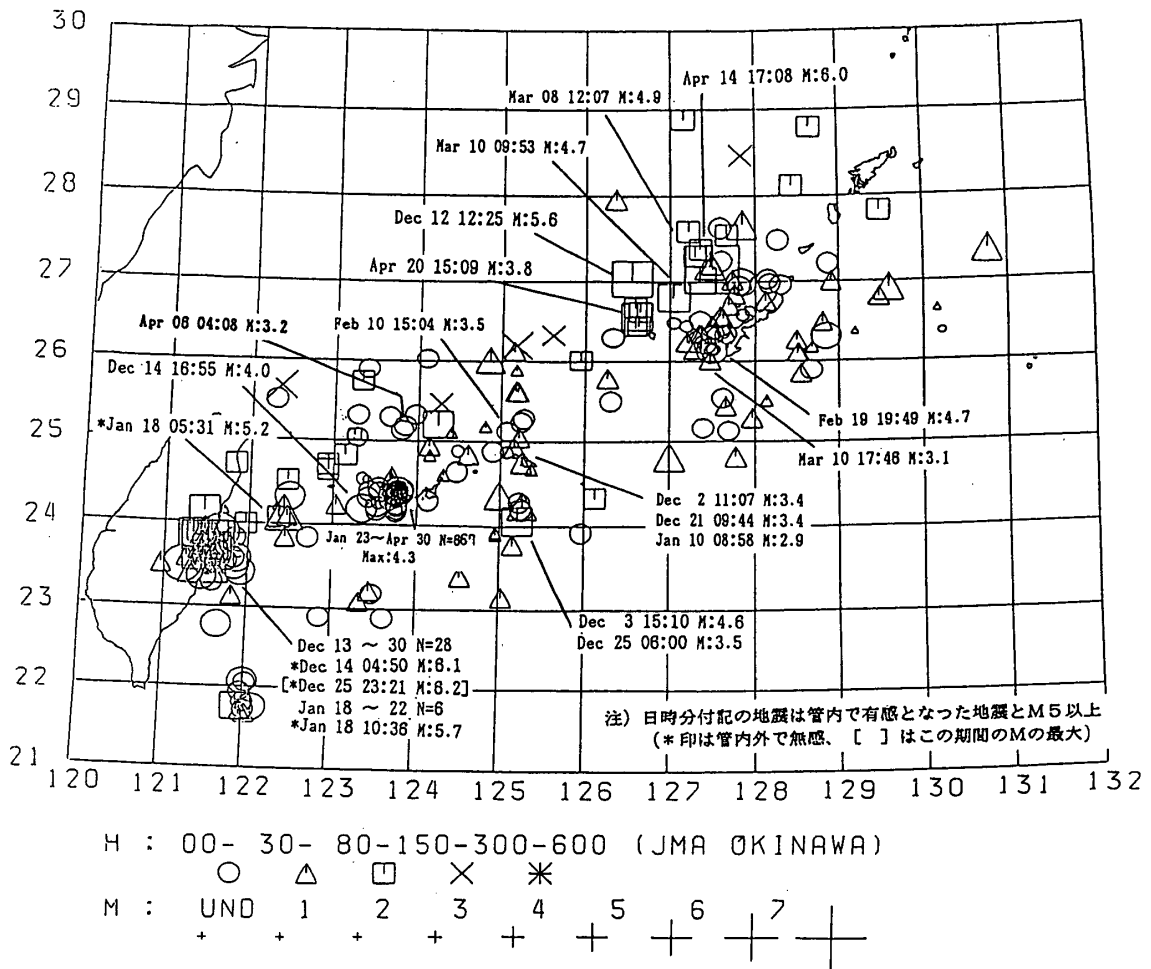 30
29
28
27
26
25
24
23
22
21
Apr 14 17:08 M:6.0
Mar 08 12:07 M:4.9
Mar 10 09:53 M:4.7
Dec 12 12:25 M:5.6
Apr 20 15:09 M:3.8
Apr 06 04:08 M:3.2
Feb 10 15:04 M:3.5
Dec 14 16:55 M:4.0
*Jan 18 05:31 M:5.2
Feb 19 19:49 M:4.7
Mar 10 17:46 M:3.1
Dec 2 11:07 M:3.4
Dec 21 09:44 M:3.4
Jan 10 08:58 M:2.9
Jan 23～Apr 30 N=667
Max:4.3
Dec 3 15:10 M:4.6
Dec 25 06:00 M:3.5
Dec 13 ～ 30 N=28
*Dec 14 04:50 M:6.1
[*Dec 25 23:21 M:6.2]
Jan 18 ～ 22 N=6
*Jan 18 10:36 M:5.7
注）日時分付記の地震は管内で有感となった地震とM5以上
（*印は管内外で無感、［ ］はこの期間のMの最大）
120 121 122 123 124 125 126 127 128 129 130 131 132
H : 00- 30- 80-150-300-600 (JMA OKINAWA)
M : UND 1 2 3 4 5 6 7